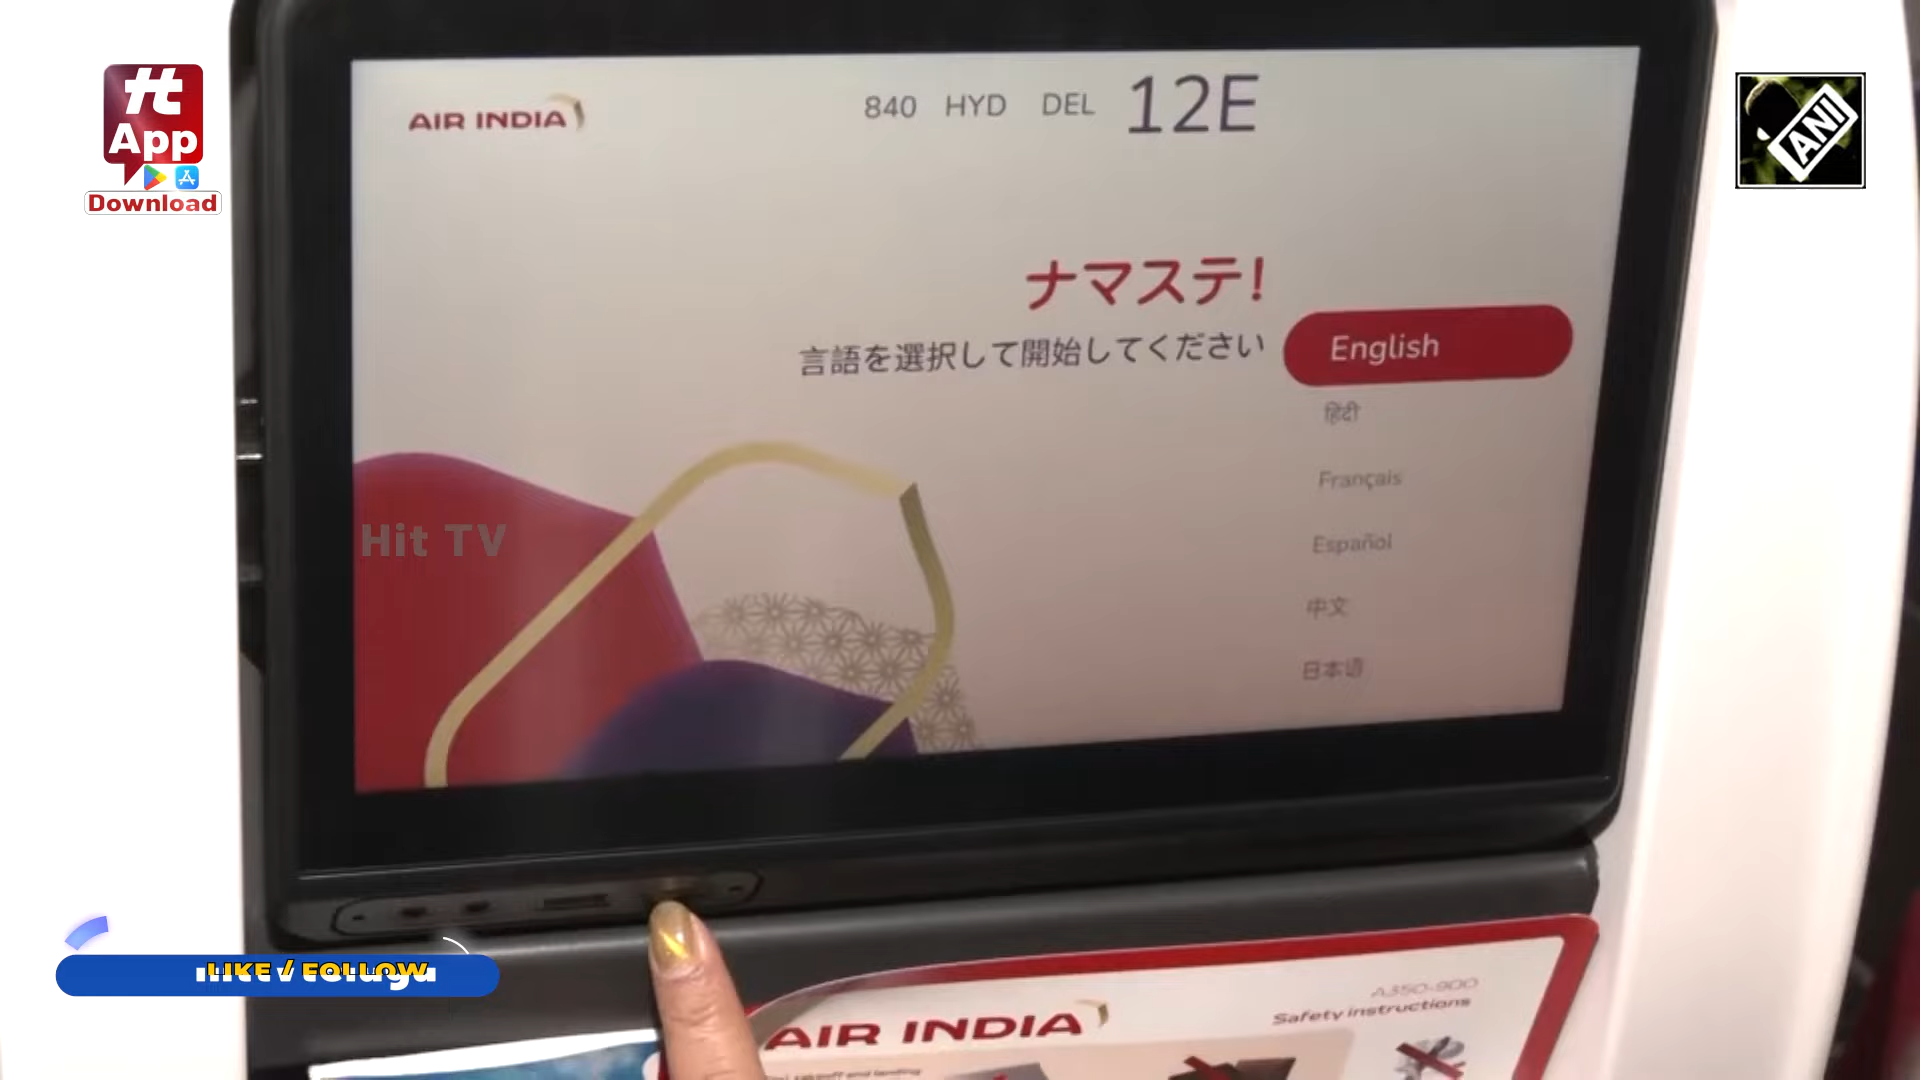 tt
App
Download
ANI
AIR INDIA
840 HYD DEL 12E
ナマステ!
言語を選択して開始してください
English
हिंदी
Français
Español
中文
日本语
Hit TV
LIKE / FOLLOW
A350-900
Safety instructions
AIR INDIA